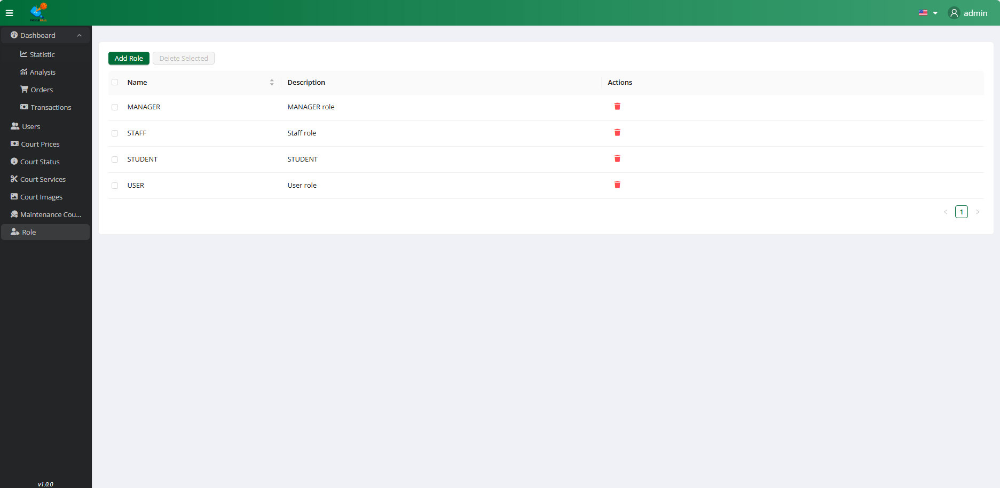 PICKLEBALL
admin
Dashboard
Statistic
Analysis
Orders
Transactions
Users
Court Prices
Court Status
Court Services
Court Images
Maintenance Cou...
Role
v1.0.0
Add Role
Delete Selected
Name Description Actions
MANAGER MANAGER role
STAFF Staff role
STUDENT STUDENT
USER User role
1